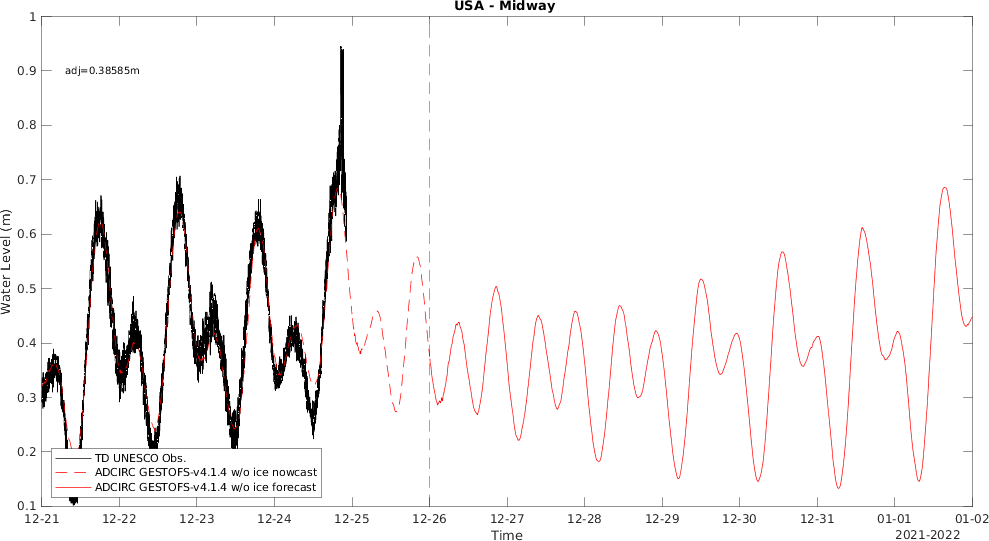 USA - Midway
1
0.9
0.8
0.7
0.6
0.5
0.4
0.3
0.2
0.1
Water Level (m)
adj=0.38585m
TD UNESCO Obs.
ADCIRC GESTOFS-v4.1.4 w/o ice nowcast
ADCIRC GESTOFS-v4.1.4 w/o ice forecast
12-21 12-22 12-23 12-24 12-25 12-26 12-27 12-28 12-29 12-30 12-31 01-01 01-02
Time
2021-2022